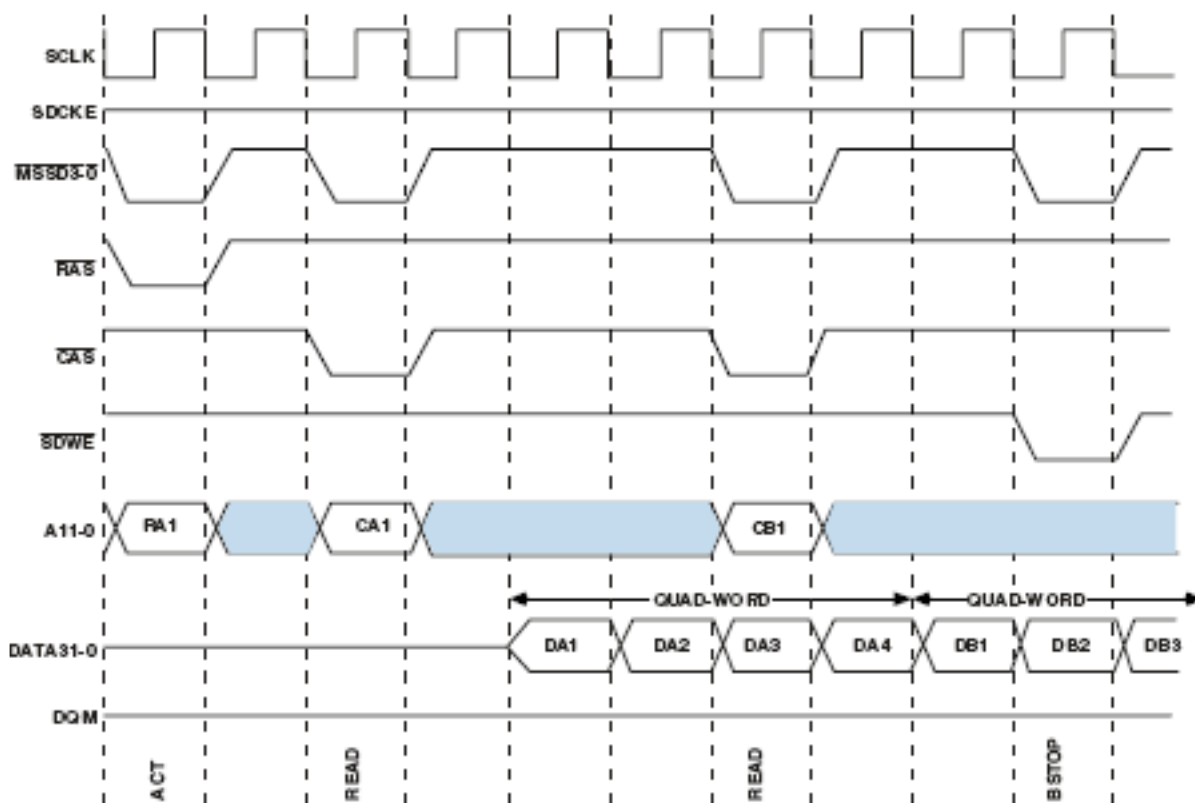 SCLK
SDCKE
MSSD3-0
RAS
CAS
SDWE
A11-0 RA1 CA1 CB1
QUAD-WORD QUAD-WORD
DATA31-0 DA1 DA2 DA3 DA4 DB1 DB2 DB3
DQM
ACT READ READ BSTOP